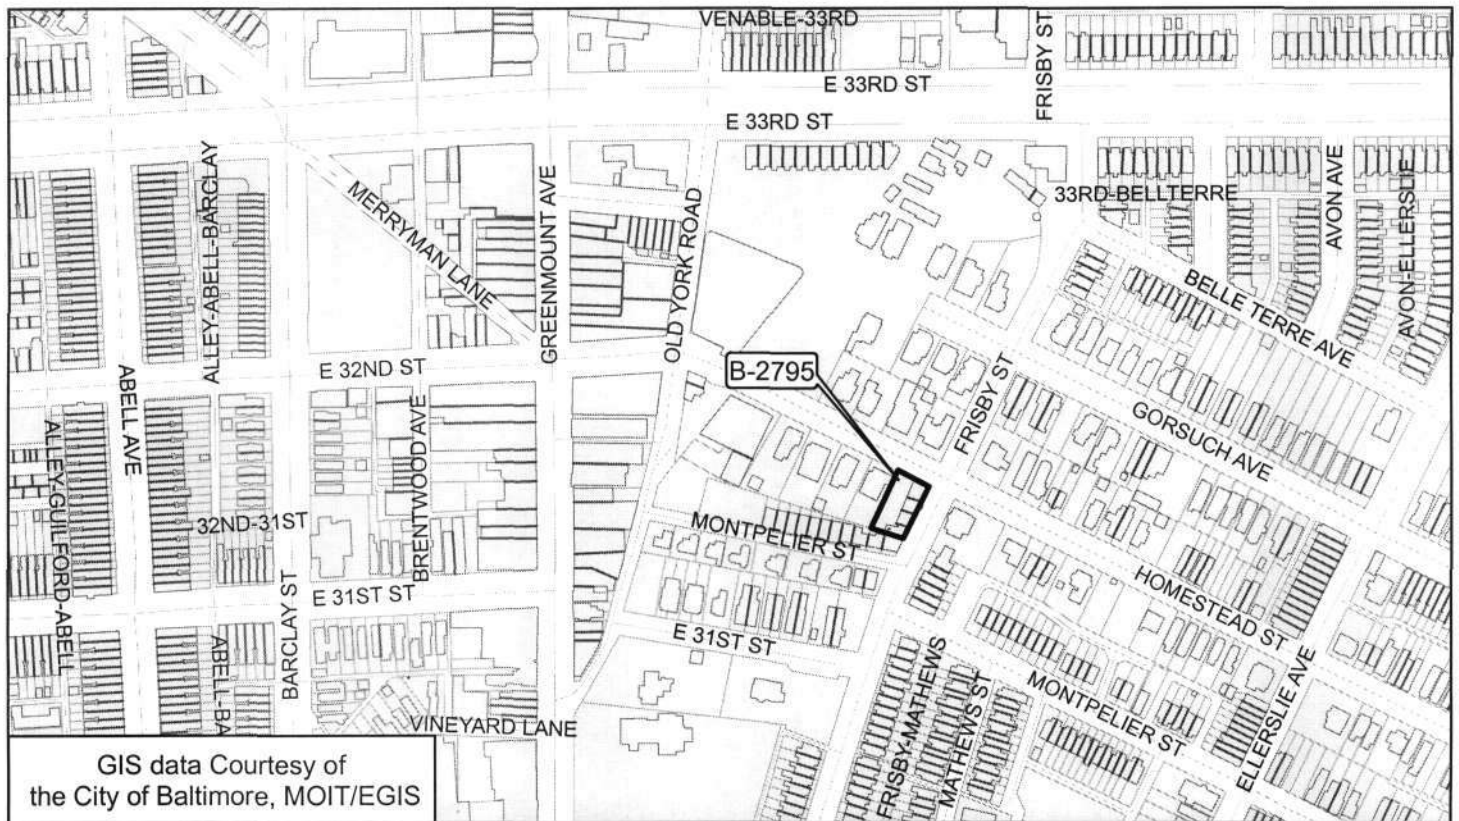 VENABLE-33RD
FRISBY ST
E 33RD ST
E 33RD ST
ALLEY-ABELL-BARCLAY
MERRYMAN LANE
GREENMOUNT AVE
OLD YORK ROAD
33RD-BELLTERRE
AVON AVE
AVON-ELLERSLIE
BELLE TERRE AVE
E 32ND ST
B-2795
FRISBY ST
GORSUCH AVE
ABELL AVE
ALLEY-GUILFORD-ABELL
BRENTWOOD AVE
32ND-31ST
MONTPELIER ST
HOMESTEAD ST
BARCLAY ST
E 31ST ST
E 31ST ST
ABELL-BA
FRISBY-MATHEWS
MATHEWS ST
MONTPELIER ST
ELLERSLIE AVE
VINEYARD LANE
GIS data Courtesy of
the City of Baltimore, MOIT/EGIS